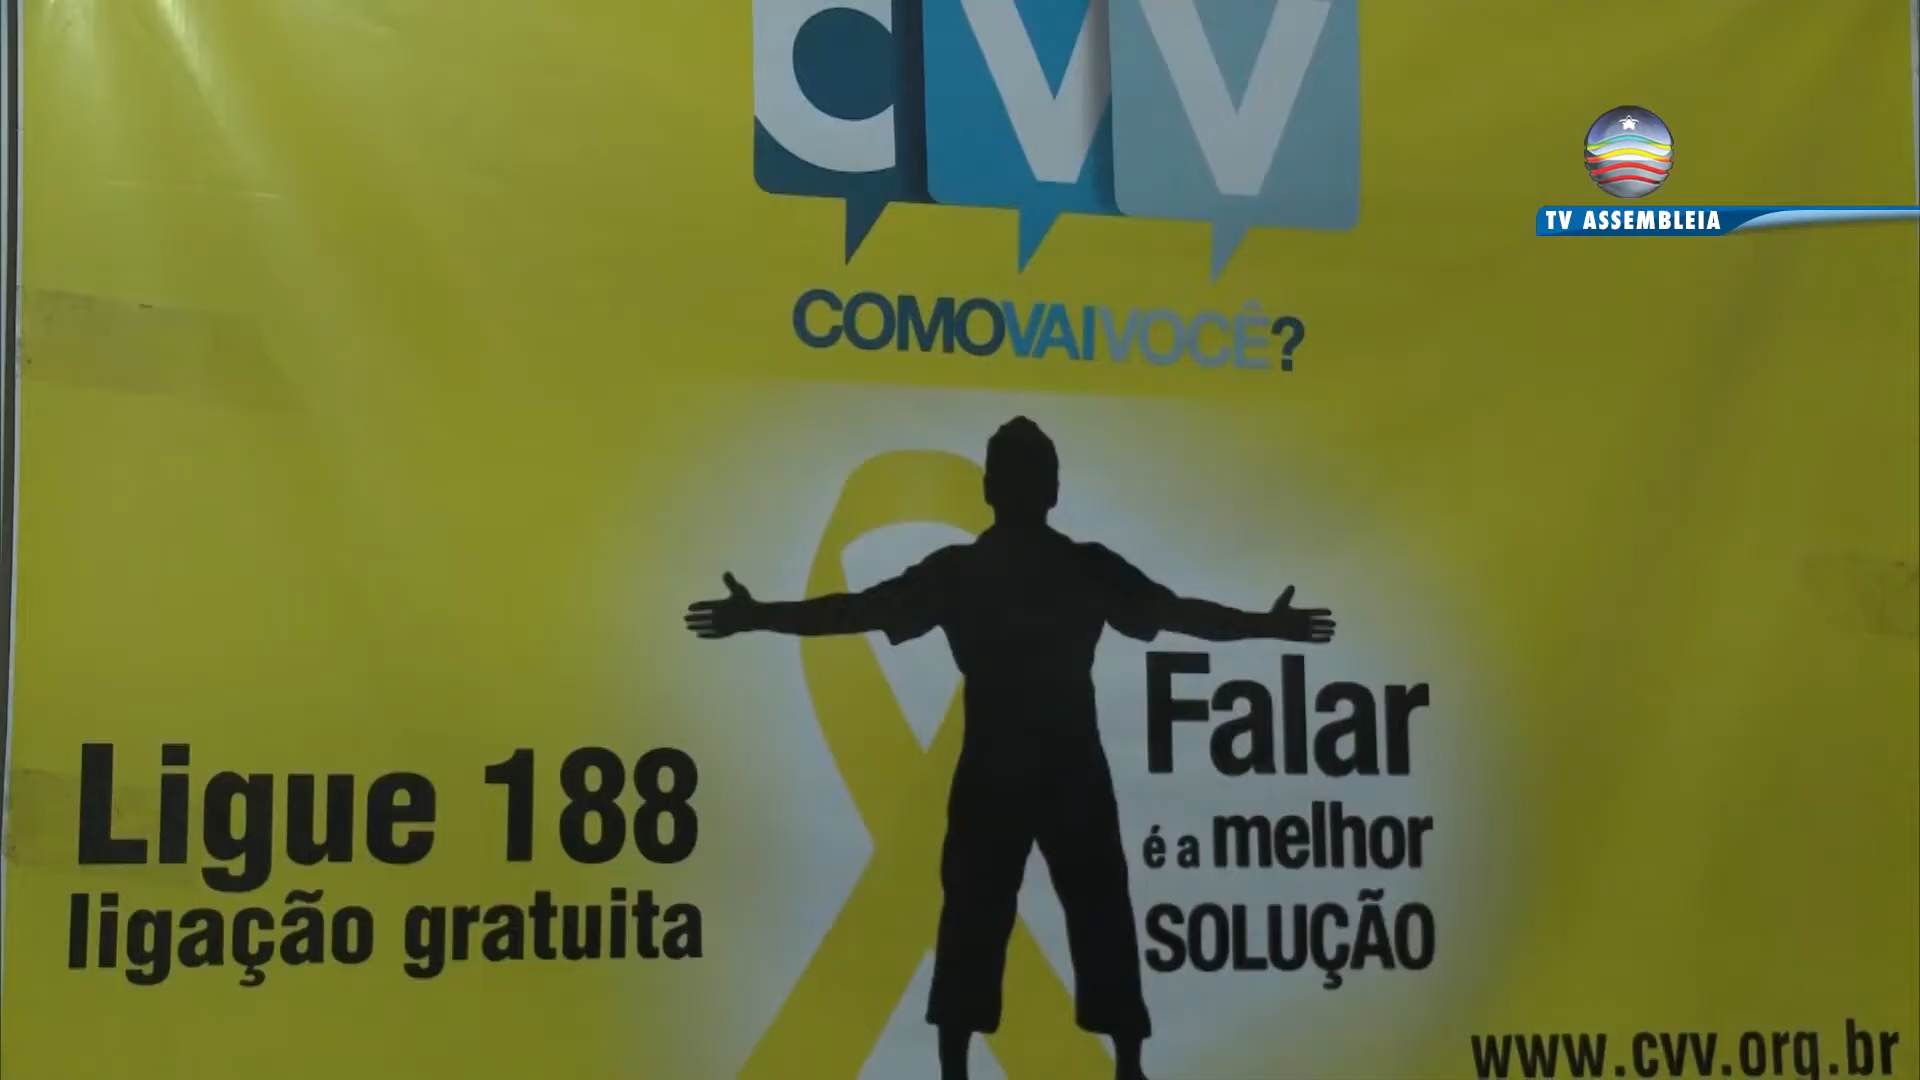 CVV
TV ASSEMBLEIA
COMOVAIVOCÊ?
Falar
é a melhor
SOLUÇÃO
Ligue 188
ligação gratuita
www.cvv.org.br